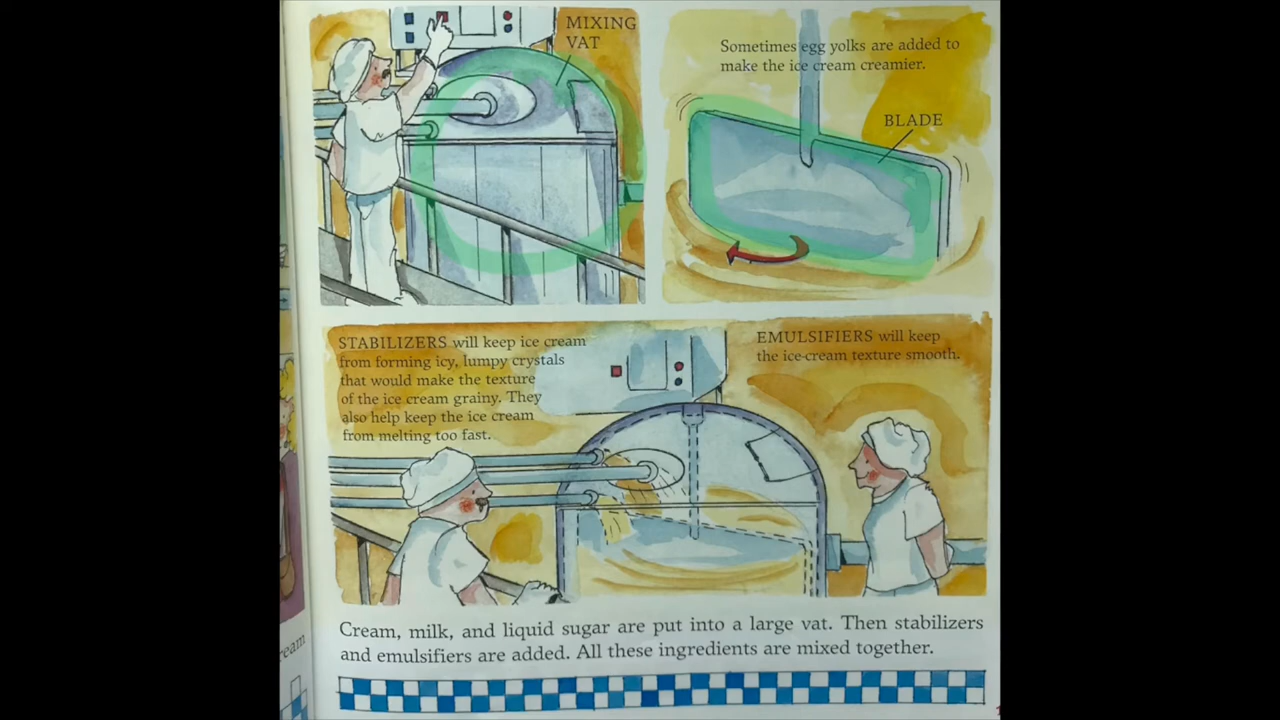 MIXING
VAT
Sometimes egg yolks are added to
make the ice cream creamier.
BLADE
STABILIZERS will keep ice cream
from forming icy, lumpy crystals
that would make the texture
of the ice cream grainy. They
also help keep the ice cream
from melting too fast.
EMULSIFIERS will keep
the ice-cream texture smooth.
Cream, milk, and liquid sugar are put into a large vat. Then stabilizers
and emulsifiers are added. All these ingredients are mixed together.